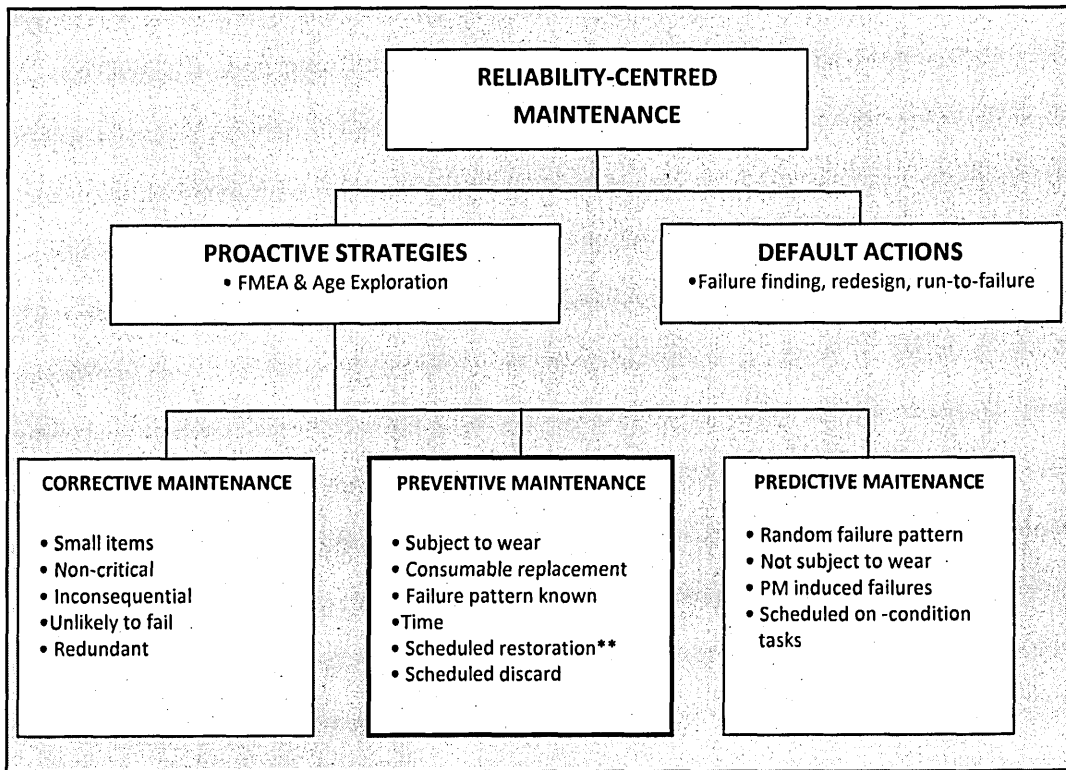 RELIABILITY-CENTRED
MAINTENANCE
PROACTIVE STRATEGIES
• FMEA & Age Exploration
DEFAULT ACTIONS
•Failure finding, redesign, run-to-failure
CORRECTIVE MAINTENANCE
• Small items
• Non-critical
• Inconsequential
•Unlikely to fail
• Redundant
PREVENTIVE MAINTENANCE
• Subject to wear
• Consumable replacement
• Failure pattern known
•Time
• Scheduled restoration**
• Scheduled discard
PREDICTIVE MAITENANCE
• Random failure pattern
• Not subject to wear
• PM induced failures
• Scheduled on -condition
tasks